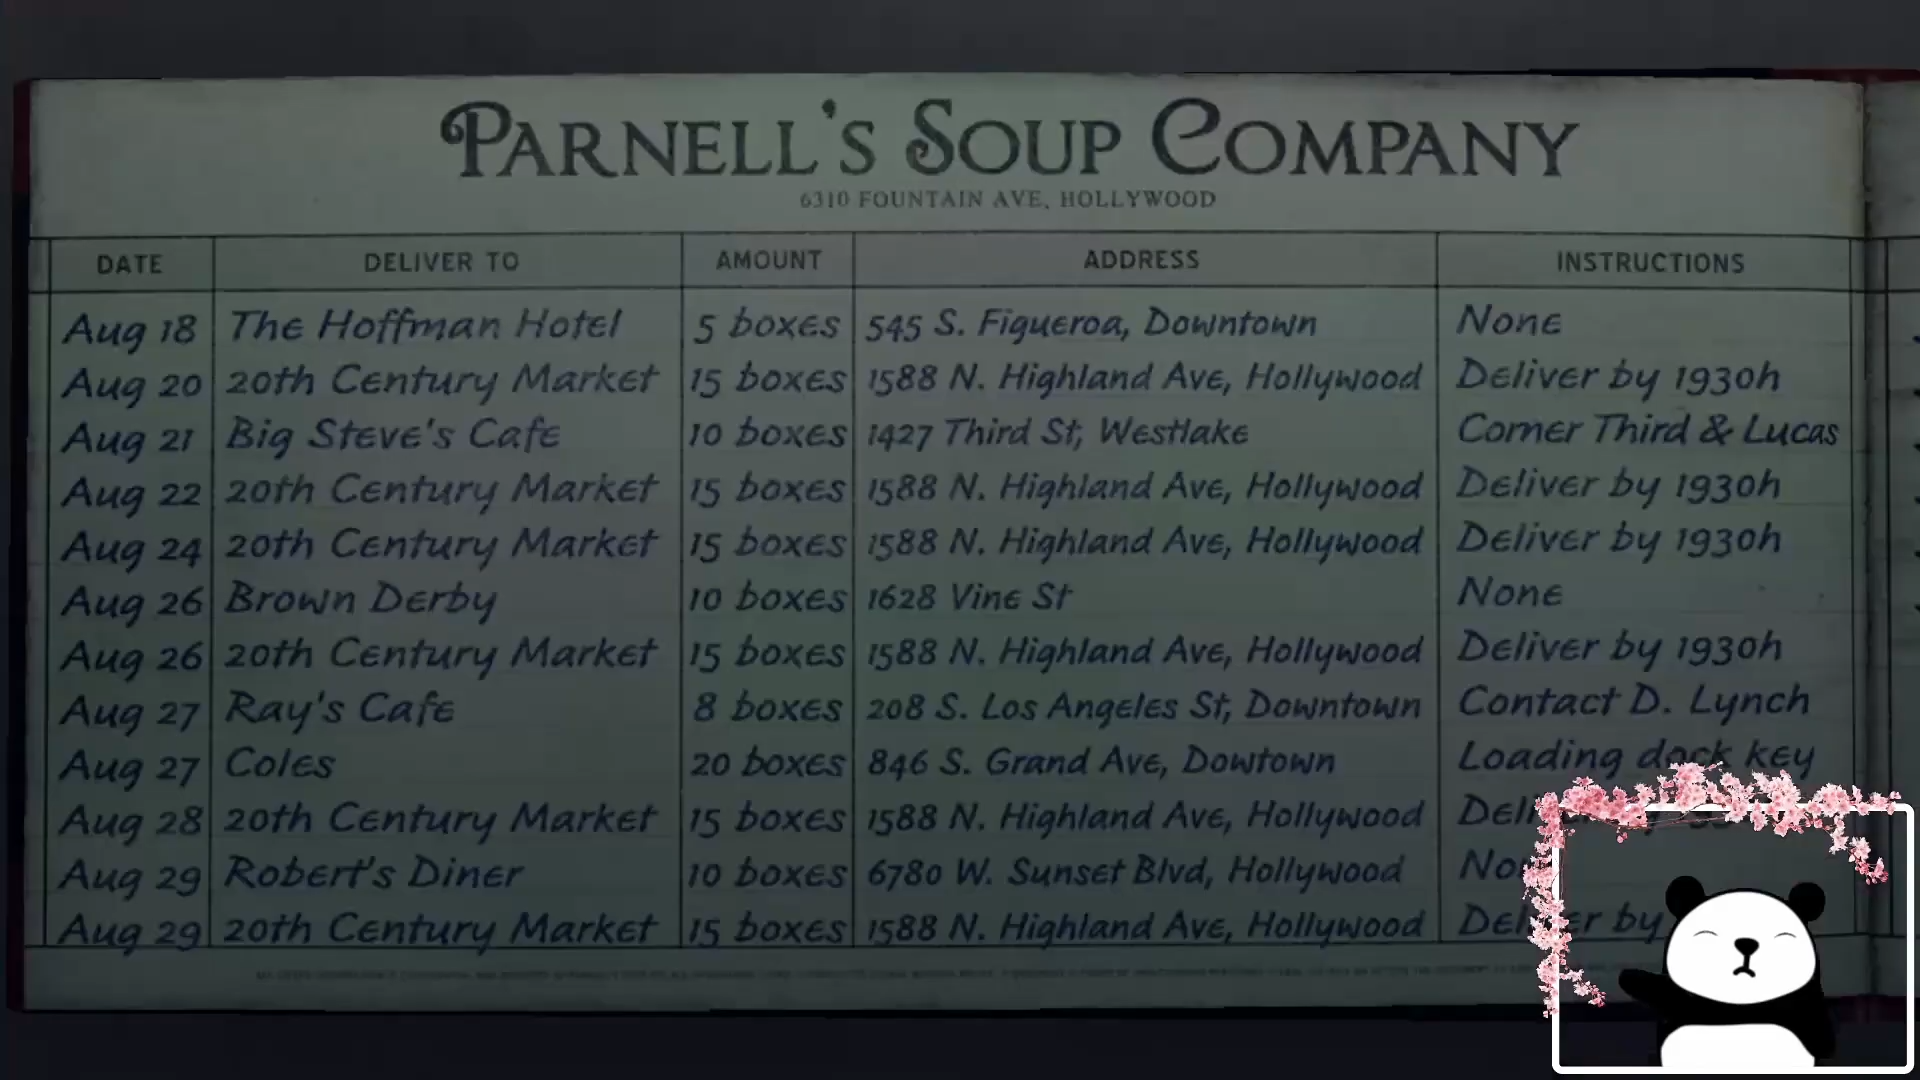 PARNELL'S SOUP COMPANY
6310 FOUNTAIN AVE, HOLLYWOOD
DATE DELIVER TO AMOUNT ADDRESS INSTRUCTIONS
Aug 18 The Hoffman Hotel 5 boxes 545 S. Figueroa, Downtown None
Aug 20 20th Century Market 15 boxes 1588 N. Highland Ave, Hollywood Deliver by 1930h
Aug 21 Big Steve's Cafe 10 boxes 1427 Third St, Westlake Corner Third & Lucas
Aug 22 20th Century Market 15 boxes 1588 N. Highland Ave, Hollywood Deliver by 1930h
Aug 24 20th Century Market 15 boxes 1588 N. Highland Ave, Hollywood Deliver by 1930h
Aug 26 Brown Derby 10 boxes 1628 Vine St None
Aug 26 20th Century Market 15 boxes 1588 N. Highland Ave, Hollywood Deliver by 1930h
Aug 27 Ray's Cafe 8 boxes 208 S. Los Angeles St, Downtown Contact D. Lynch
Aug 27 Coles 20 boxes 846 S. Grand Ave, Dowtown Loading dock key
Aug 28 20th Century Market 15 boxes 1588 N. Highland Ave, Hollywood
Aug 29 Robert's Diner 10 boxes 6780 W. Sunset Blvd, Hollywood
Aug 29 20th Century Market 15 boxes 1588 N. Highland Ave, Hollywood Deliver by